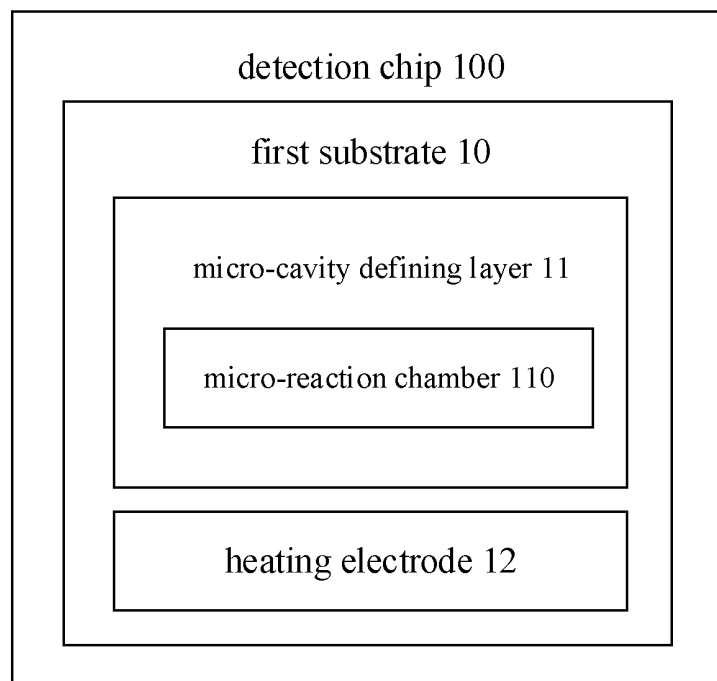 detection chip 100
first substrate 10
micro-cavity defining layer 11
micro-reaction chamber 110
heating electrode 12